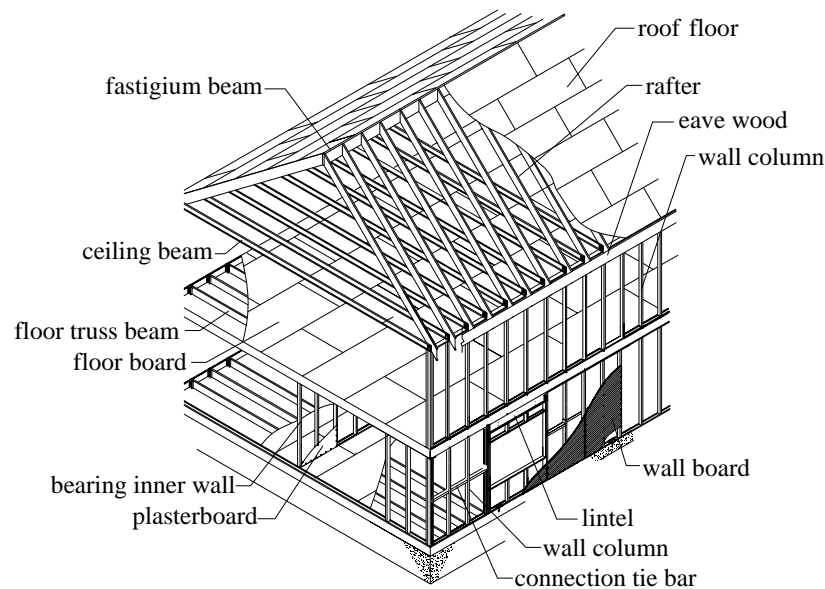 roof floor
fastigium beam
rafter
eave wood
wall column
ceiling beam
floor truss beam
floor board
wall board
bearing inner wall
plasterboard
lintel
wall column
connection tie bar